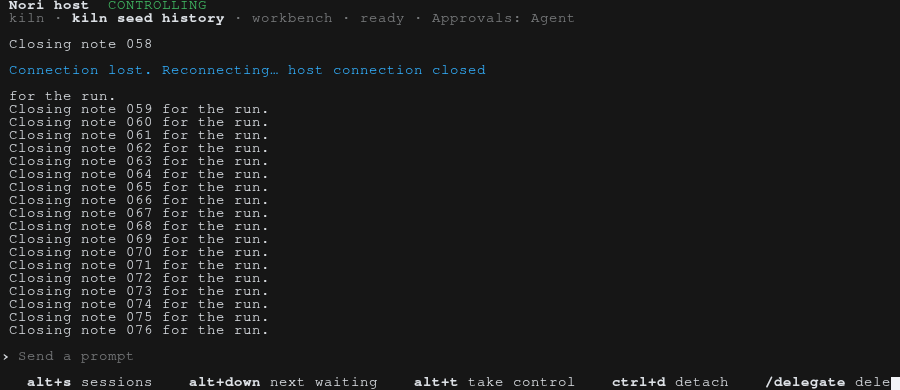 Nori host CONTROLLING
kiln · kiln seed history · workbench · ready · Approvals: Agent
Closing note 058
Connection lost. Reconnecting… host connection closed
for the run.
Closing note 059 for the run.
Closing note 060 for the run.
Closing note 061 for the run.
Closing note 062 for the run.
Closing note 063 for the run.
Closing note 064 for the run.
Closing note 065 for the run.
Closing note 066 for the run.
Closing note 067 for the run.
Closing note 068 for the run.
Closing note 069 for the run.
Closing note 070 for the run.
Closing note 071 for the run.
Closing note 072 for the run.
Closing note 073 for the run.
Closing note 074 for the run.
Closing note 075 for the run.
Closing note 076 for the run.
› Send a prompt
alt+s sessions alt+down next waiting alt+t take control ctrl+d detach /delegate dele